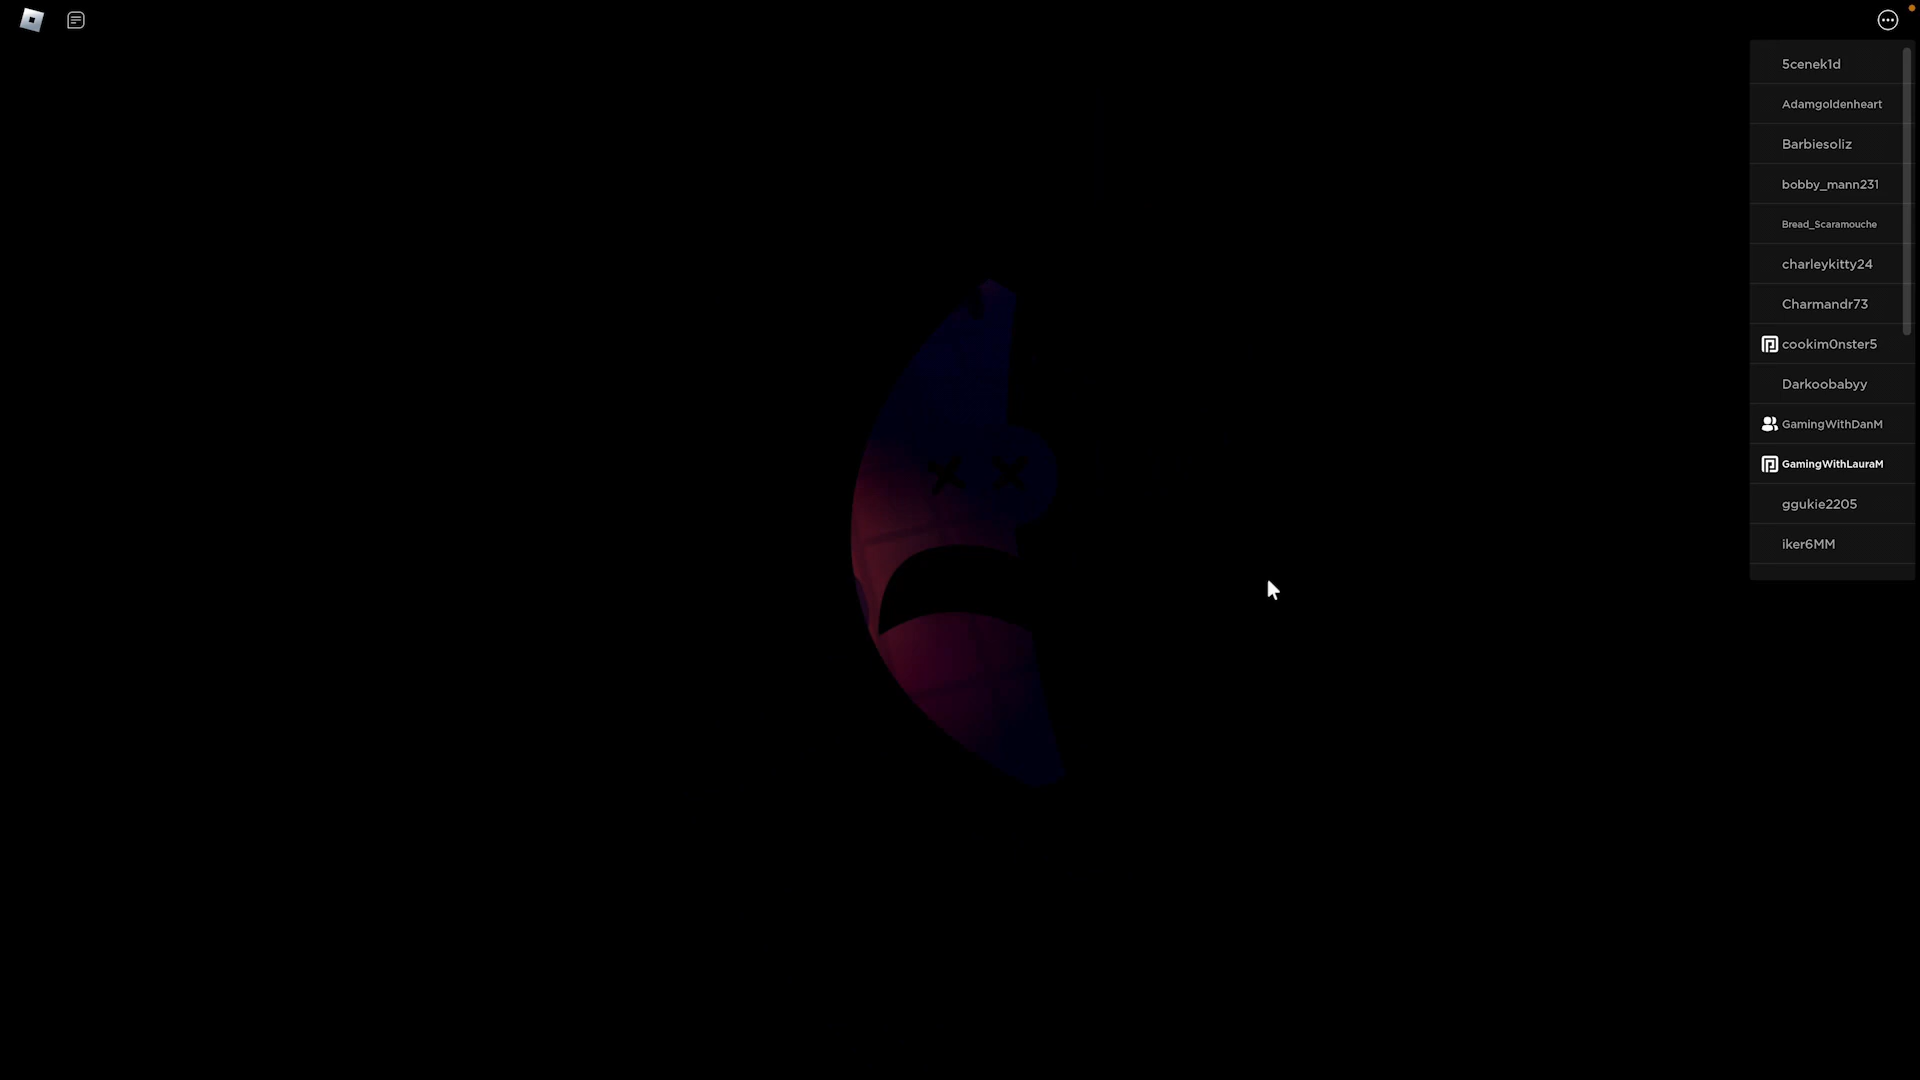 5cenek1d
Adamgoldenheart
Barbiesoliz
bobby_mann231
Bread_Scaramouche
charleykitty24
Charmandr73
cookim0nster5
Darkoobabyy
GamingWithDanM
GamingWithLauraM
ggukie2205
iker6MM